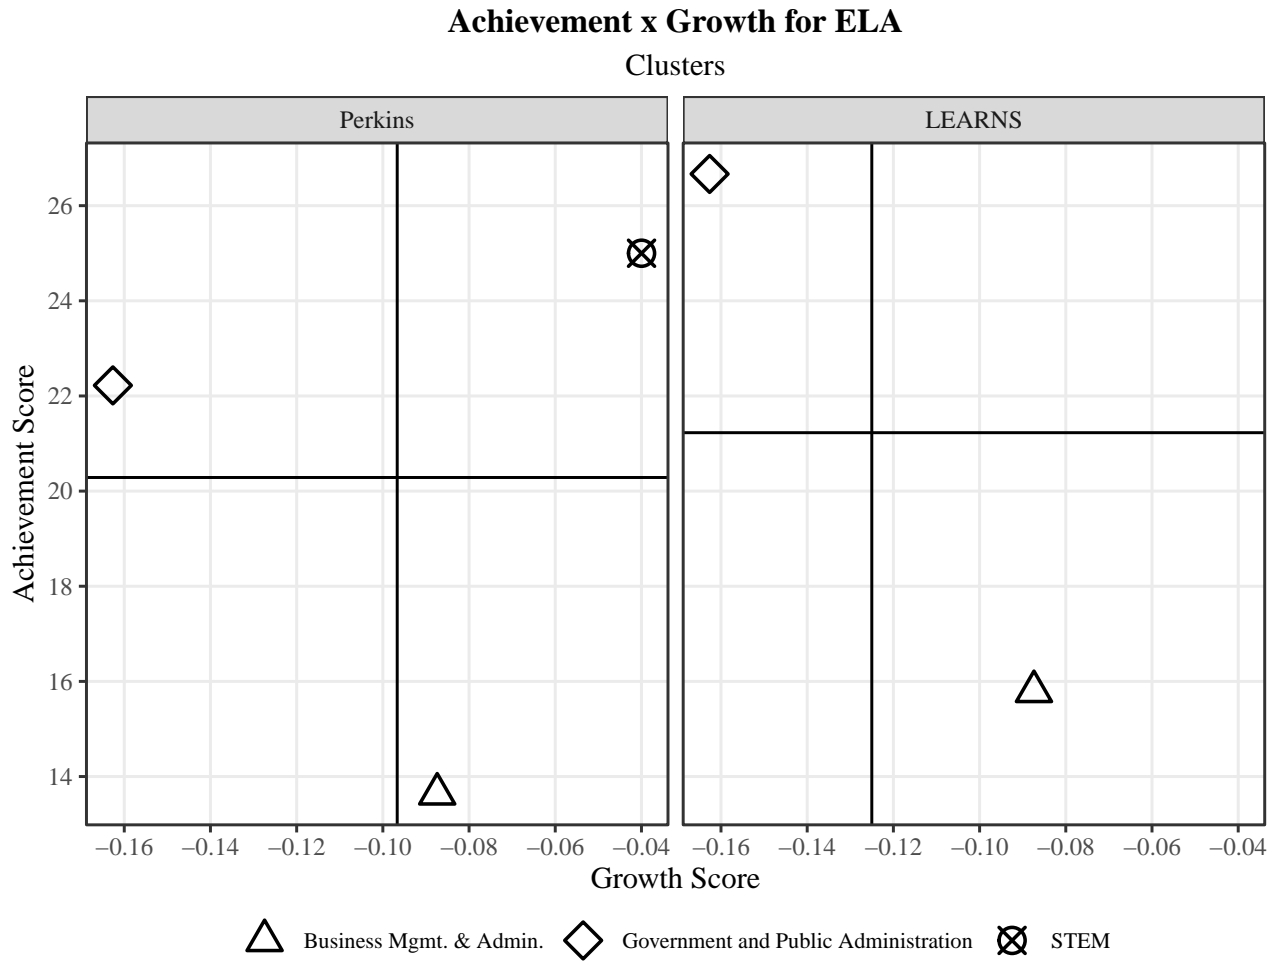 Achievement x Growth for ELA
Clusters
Perkins
LEARNS
Achievement Score
26
24
22
20
18
16
14
−0.16 −0.14 −0.12 −0.10 −0.08 −0.06 −0.04
−0.16 −0.14 −0.12 −0.10 −0.08 −0.06 −0.04
Growth Score
Business Mgmt. & Admin. Government and Public Administration STEM